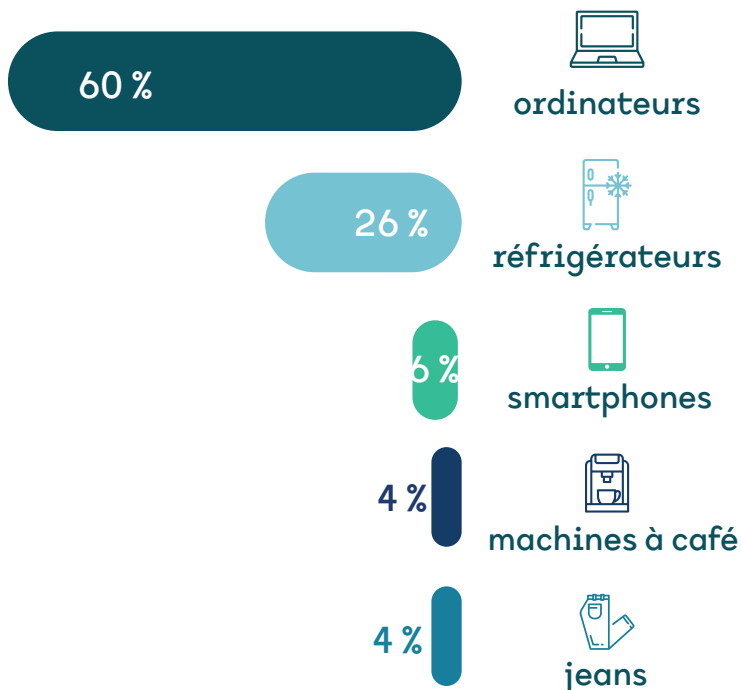 60 %
ordinateurs
26 %
réfrigérateurs
6 %
smartphones
4 %
machines à café
4 %
jeans